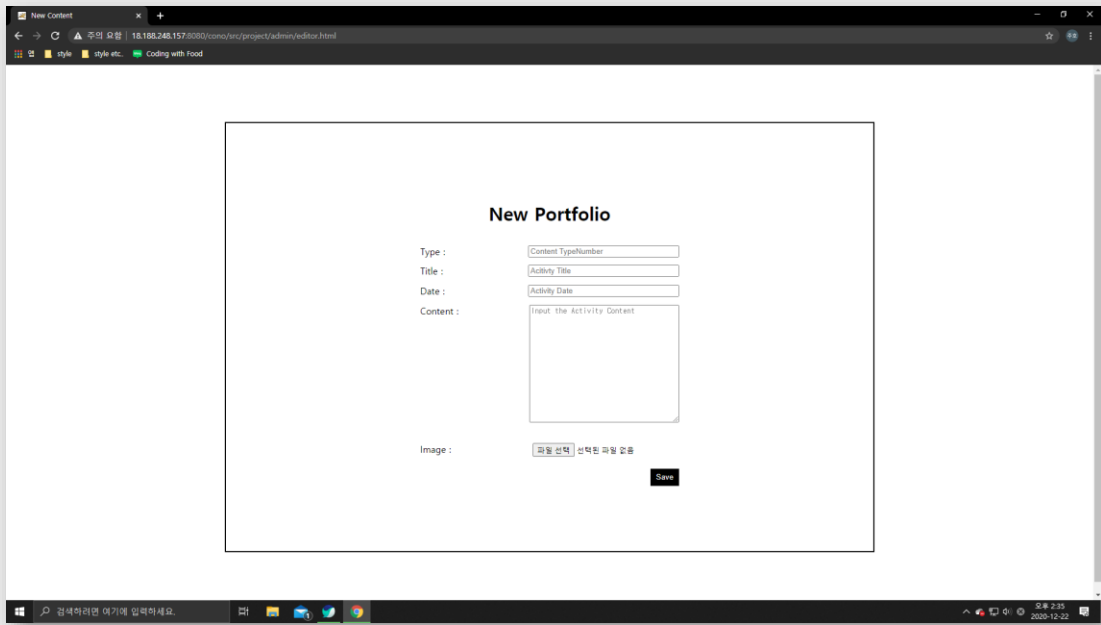 New Content
주의 요함 | 18.188.248.157:8080/cono/src/project/admin/editor.html
앱 style style etc. Coding with Food
New Portfolio
Type : Content TypeNumber
Title : Acitivty Title
Date : Activity Date
Content : Input the Activity Content
Image : 파일 선택 선택된 파일 없음
Save
검색하려면 여기에 입력하세요.
오후 2:35
2020-12-22